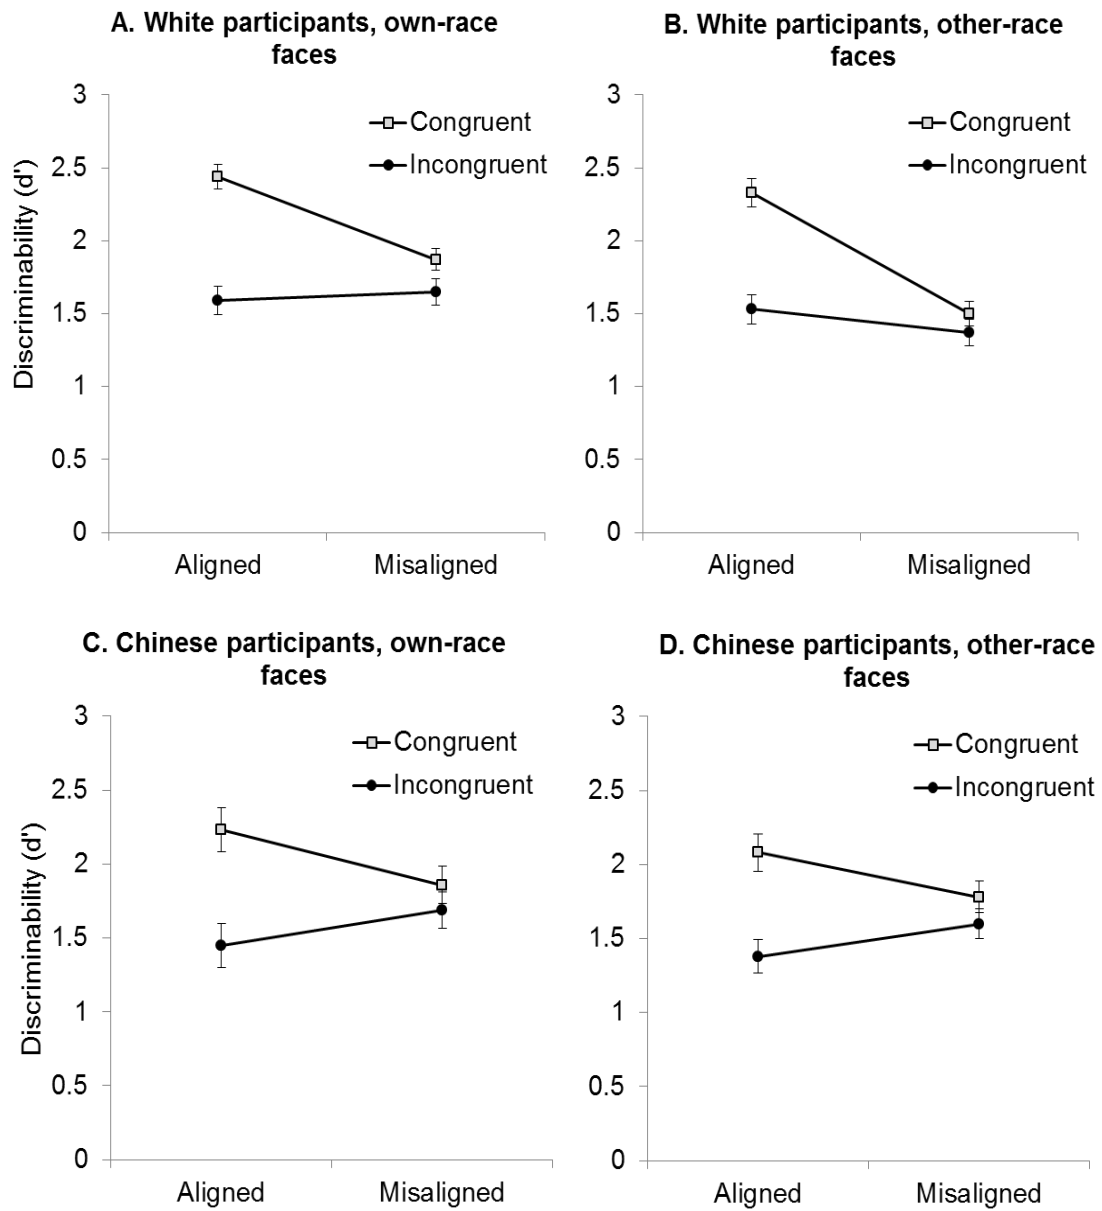 A. White participants, own-race
faces
3
2.5
2
1.5
1
0.5
0
Discriminability (d')
Congruent
Incongruent
Aligned
Misaligned
B. White participants, other-race
faces
3
2.5
2
1.5
1
0.5
0
Congruent
Incongruent
Aligned
Misaligned
C. Chinese participants, own-race
faces
3
2.5
2
1.5
1
0.5
0
Discriminability (d')
Congruent
Incongruent
Aligned
Misaligned
D. Chinese participants, other-race
faces
3
2.5
2
1.5
1
0.5
0
Congruent
Incongruent
Aligned
Misaligned